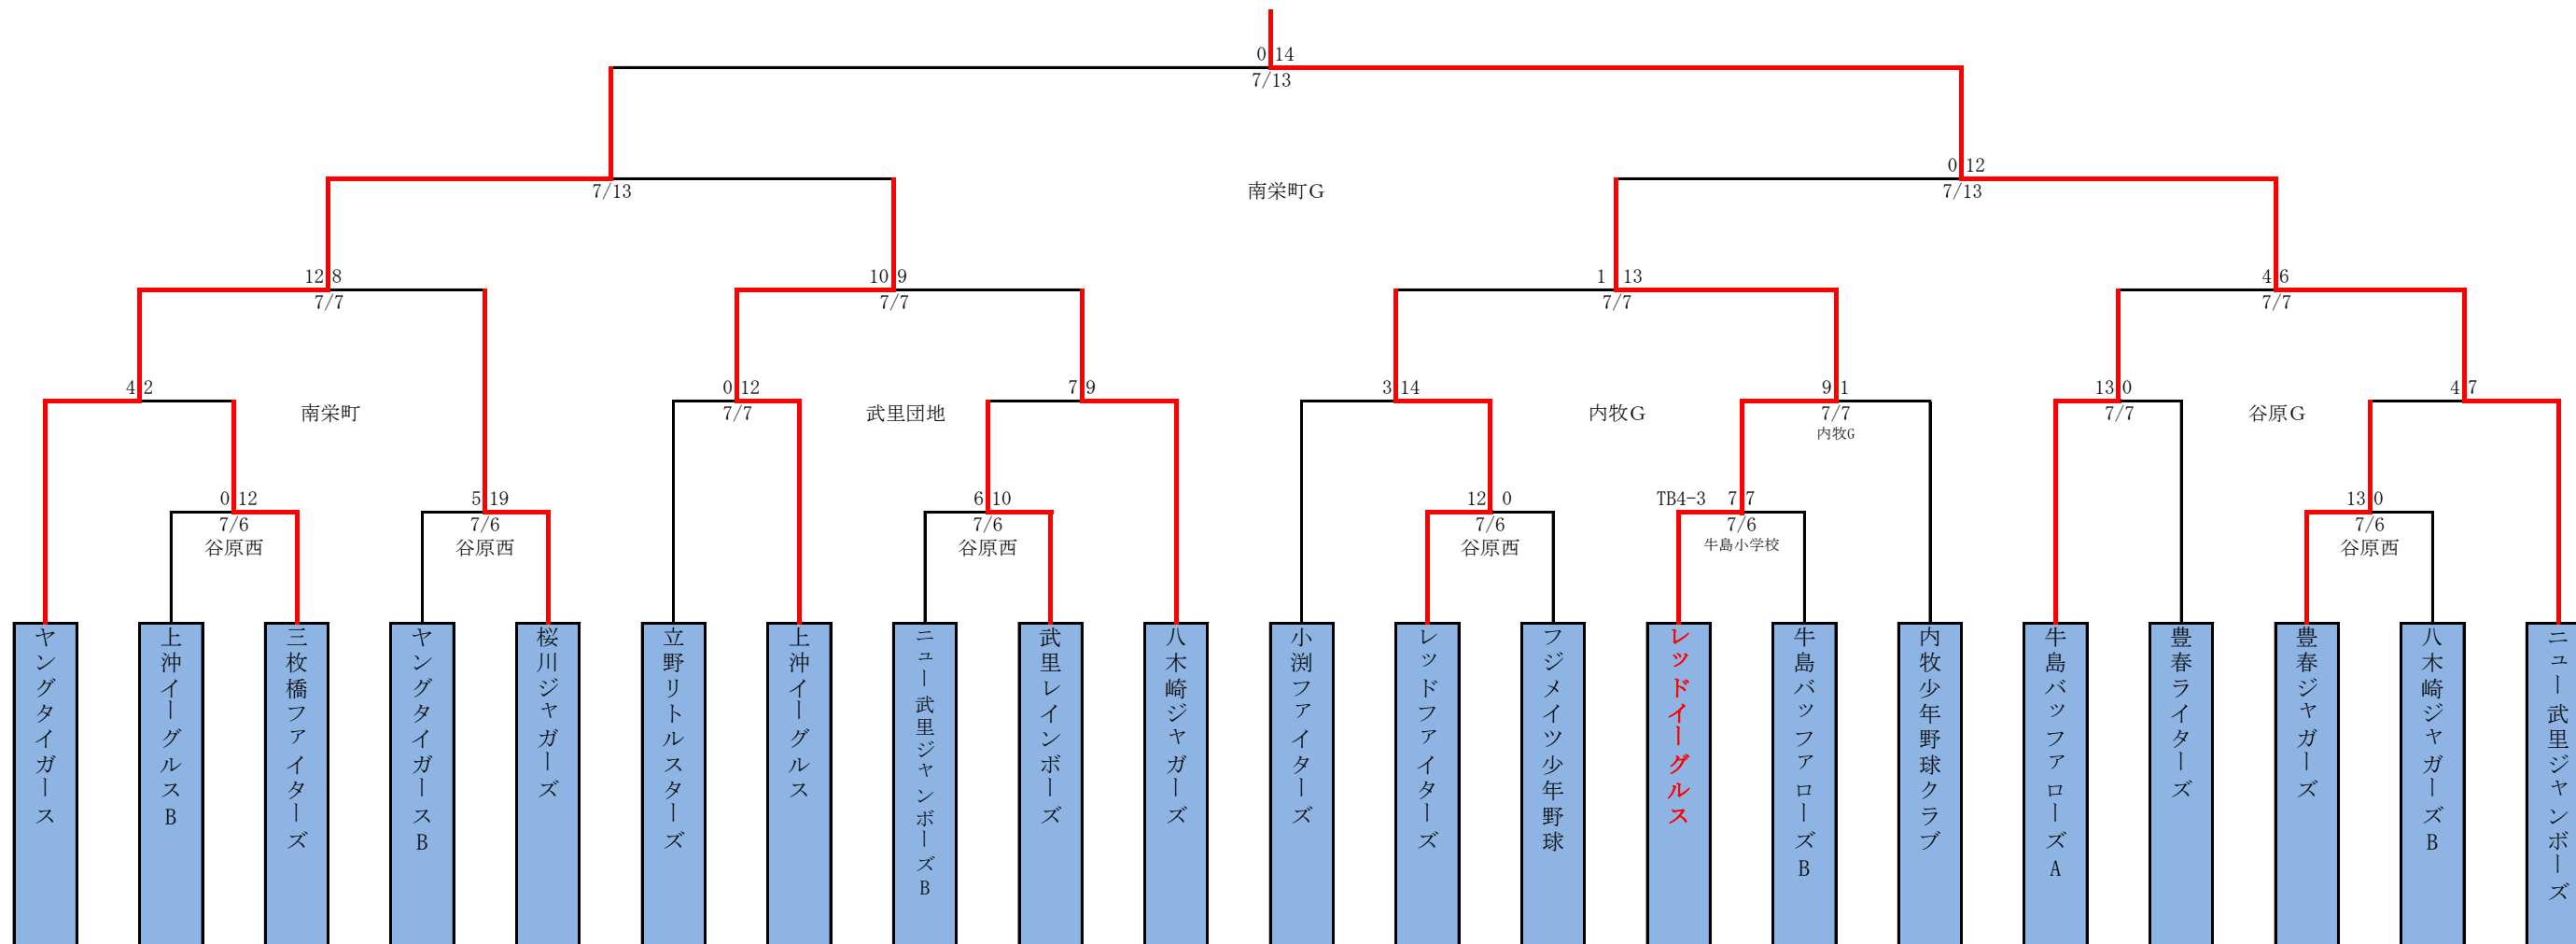 0 14
7/13
0 12
7/13
南栄町G
7/13
12 8
7/7
10 9
7/7
1 13
7/7
4 6
7/7
4 2
南栄町
0 12
7/7
武里団地
7 9
3 14
内牧G
9 1
7/7
内牧G
13 0
7/7
谷原G
4 7
0 12
7/6
谷原西
5 19
7/6
谷原西
6 10
7/6
谷原西
12 0
7/6
谷原西
TB4-3 7 7
7/6
牛島小学校
13 0
7/6
谷原西
ヤングタイガース
上沖イーグルスB
三枚橋ファイターズ
ヤングタイガースB
桜川ジャガーズ
立野リトルスターズ
上沖イーグルス
ニュー武里ジャンボーズB
武里レインボーズ
八木崎ジャガーズ
小渕ファイターズ
レッドファイターズ
フジメイツ少年野球
レッドイーグルス
牛島バッファローズB
内牧少年野球クラブ
牛島バッファローズA
豊春ライターズ
豊春ジャガーズ
八木崎ジャガーズB
ニュー武里ジャンボーズ